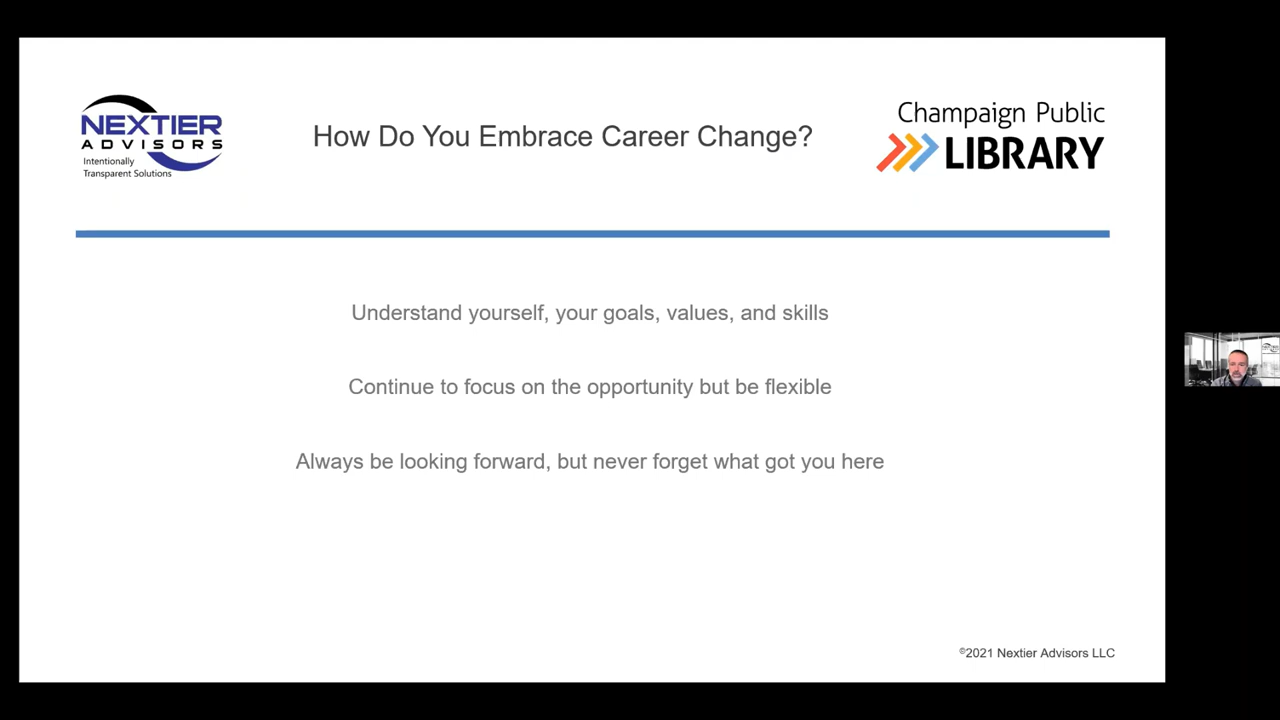 NEXTIER
ADVISORS
Intentionally
Transparent Solutions
How Do You Embrace Career Change?
Champaign Public
LIBRARY
Understand yourself, your goals, values, and skills
Continue to focus on the opportunity but be flexible
Always be looking forward, but never forget what got you here
©2021 Nextier Advisors LLC